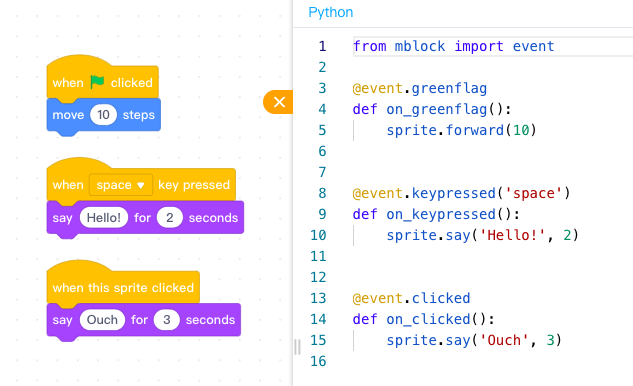 when clicked
move 10 steps
when space key pressed
say Hello! for 2 seconds
when this sprite clicked
say Ouch for 3 seconds
Python
1 from mblock import event
2
3 @event.greenflag
4 def on_greenflag():
5     sprite.forward(10)
6
7
8 @event.keypressed('space')
9 def on_keypressed():
10     sprite.say('Hello!', 2)
11
12
13 @event.clicked
14 def on_clicked():
15     sprite.say('Ouch', 3)
16